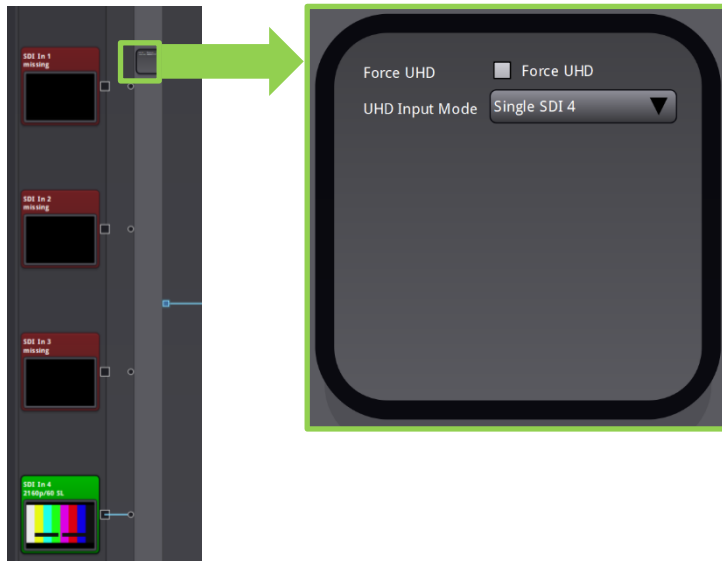 SDI In 1
missing
SDI In 2
missing
SDI In 3
missing
SDI In 4
2160p/60 SL
Force UHD
Force UHD
UHD Input Mode
Single SDI 4